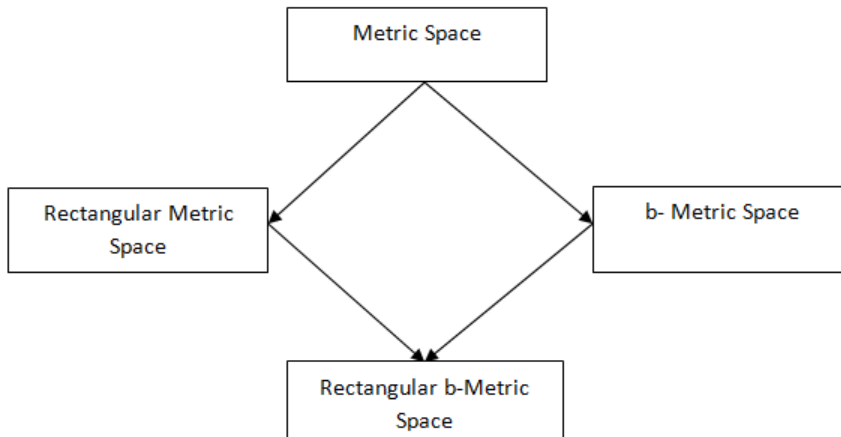 Metric Space
Rectangular Metric
Space
b- Metric Space
Rectangular b-Metric
Space